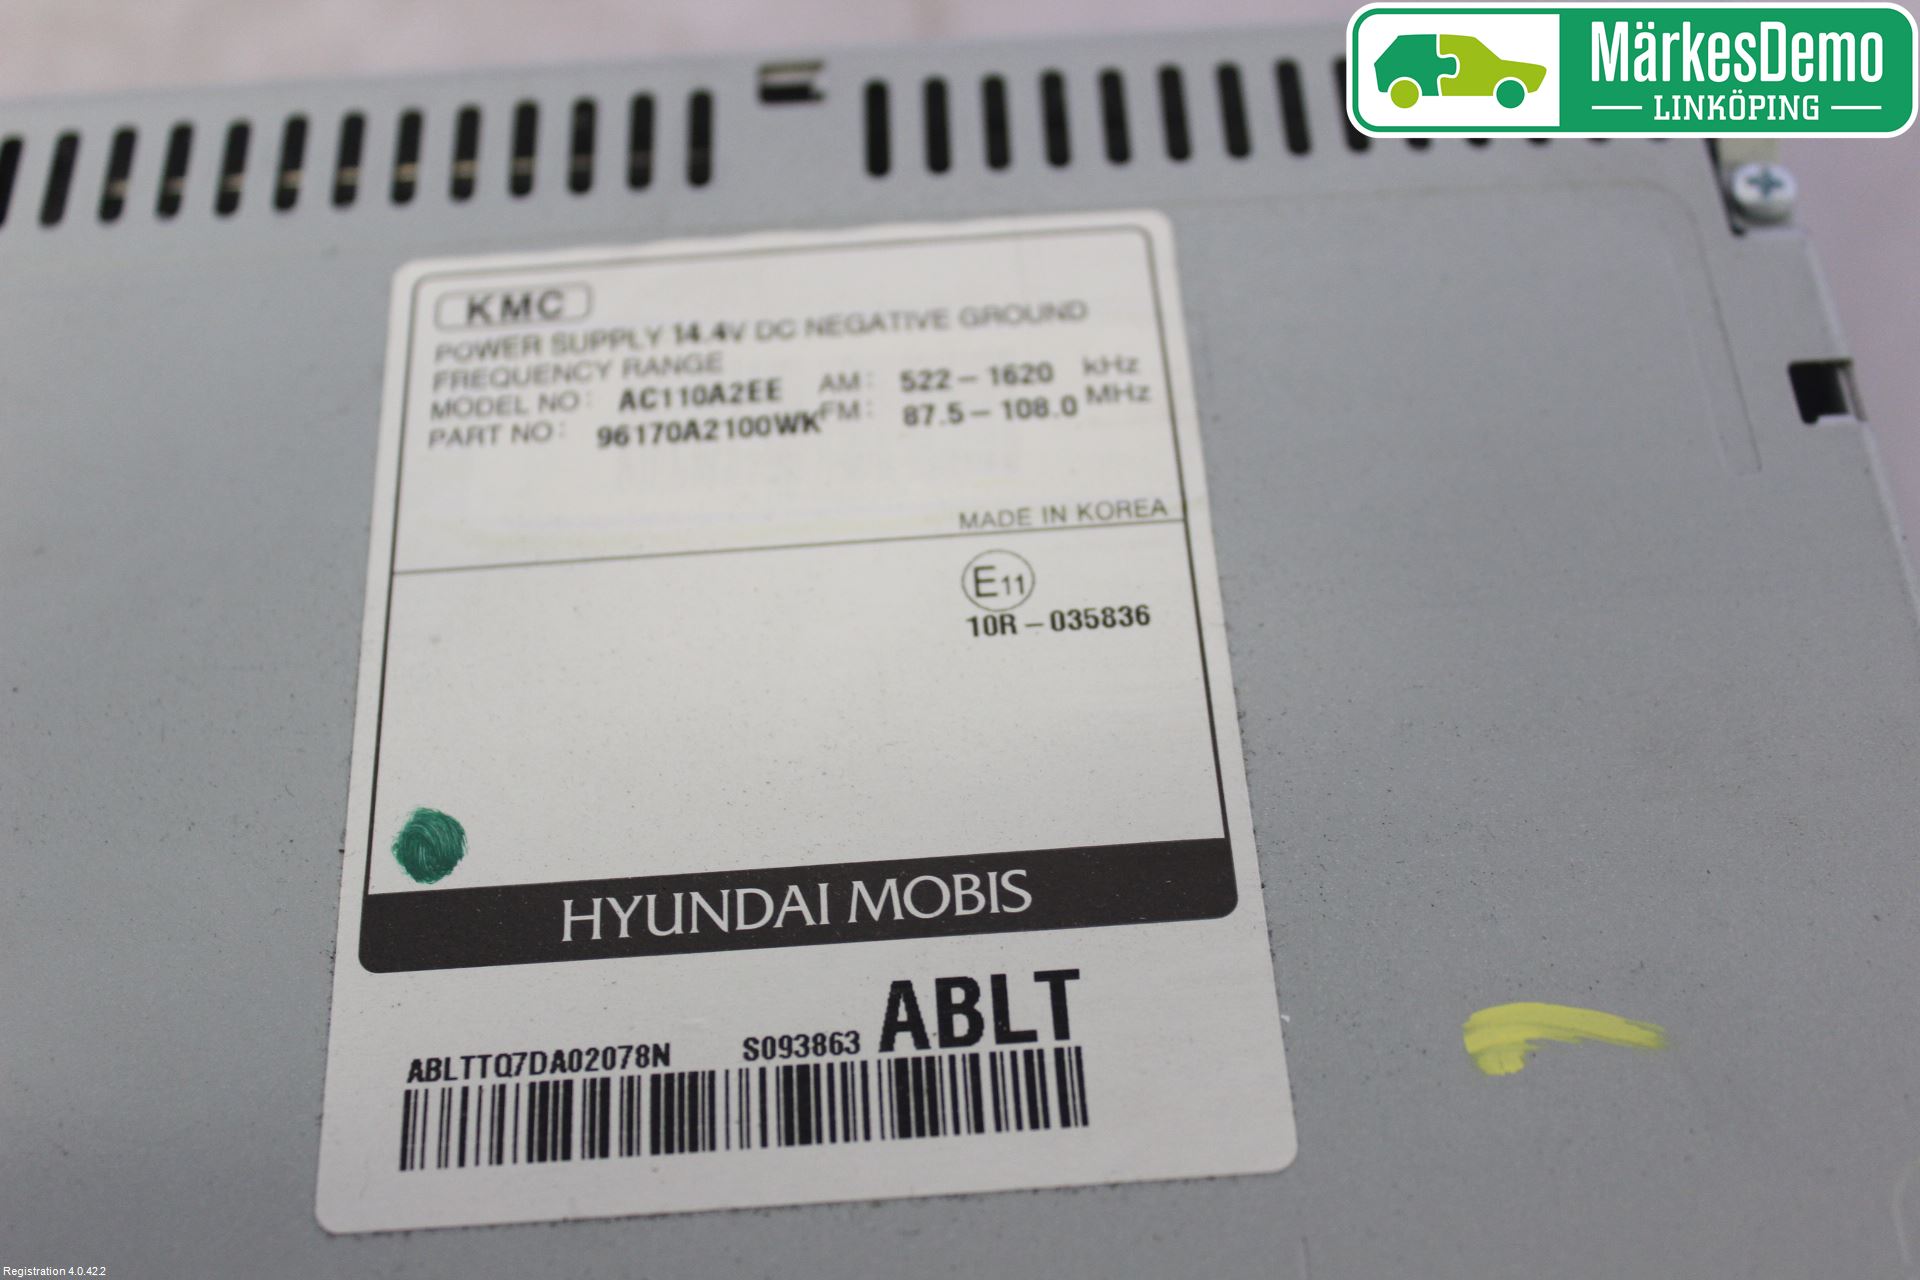 MärkesDemo
LINKÖPING
KMC
POWER SUPPLY 14.4V DC NEGATIVE GROUND
FREQUENCY RANGE
MODEL NO: AC110A2EE AM: 522-1620 kHz
PART NO: 96170A2100WK FM: 87.5-108.0 MHz
MADE IN KOREA
E11
10R-035836
HYUNDAI MOBIS
ABLTTQ7DA02078N S093863 ABLT
Registration 4.0.42.2